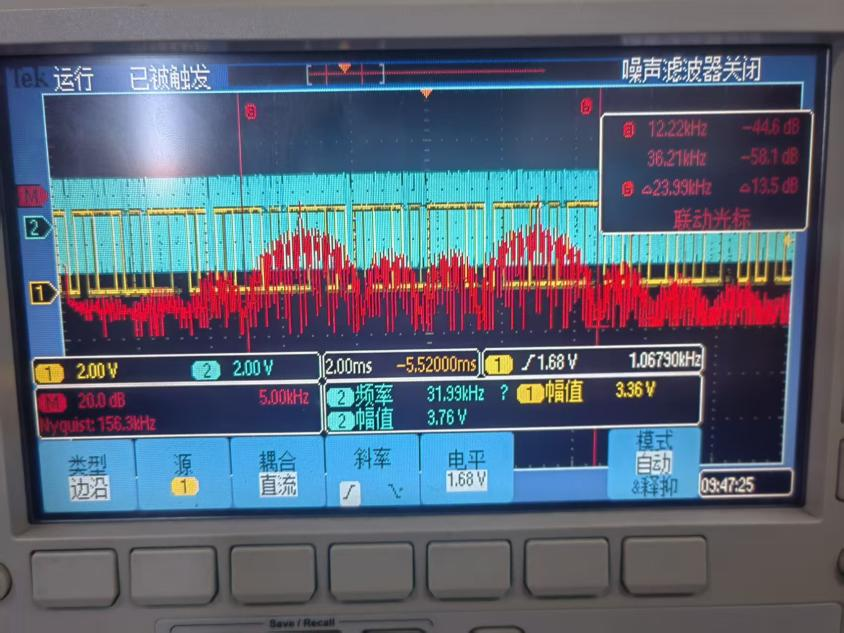 Tek 运行 已被触发 噪声滤波器关闭
a b
a 12.22kHz -44.6 dB
36.21kHz -58.1 dB
b △23.99kHz △13.5 dB
联动光标
M
2
1
1 2.00 V 2 2.00 V 2.00ms -5.52000ms 1 1.68 V 1.06790kHz
M 20.0 dB 5.00kHz
Nyquist: 156.3kHz
2 频率 31.99kHz ? 1 幅值 3.36 V
2 幅值 3.76 V
类型 边沿
源 1
耦合 直流
斜率
电平 1.68 V
模式 自动 &释抑
09:47:25
Save / Recall